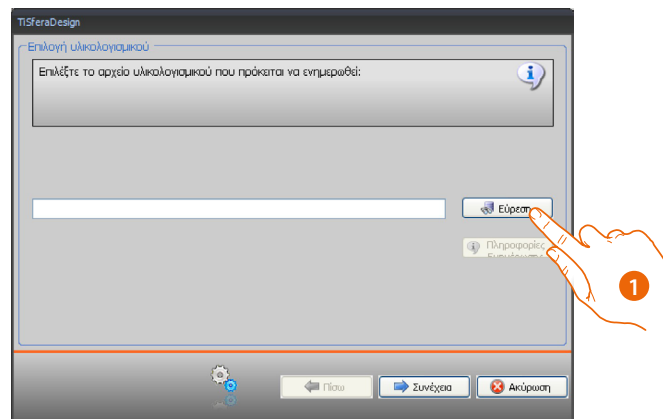 TiSferaDesign
Επιλογή υλικολογισμικού
Επιλέξτε το αρχείο υλικολογισμικού που πρόκειται να ενημερωθεί:
Εύρεση
Πληροφορίες
1
Πίσω
Συνέχεια
Ακύρωση